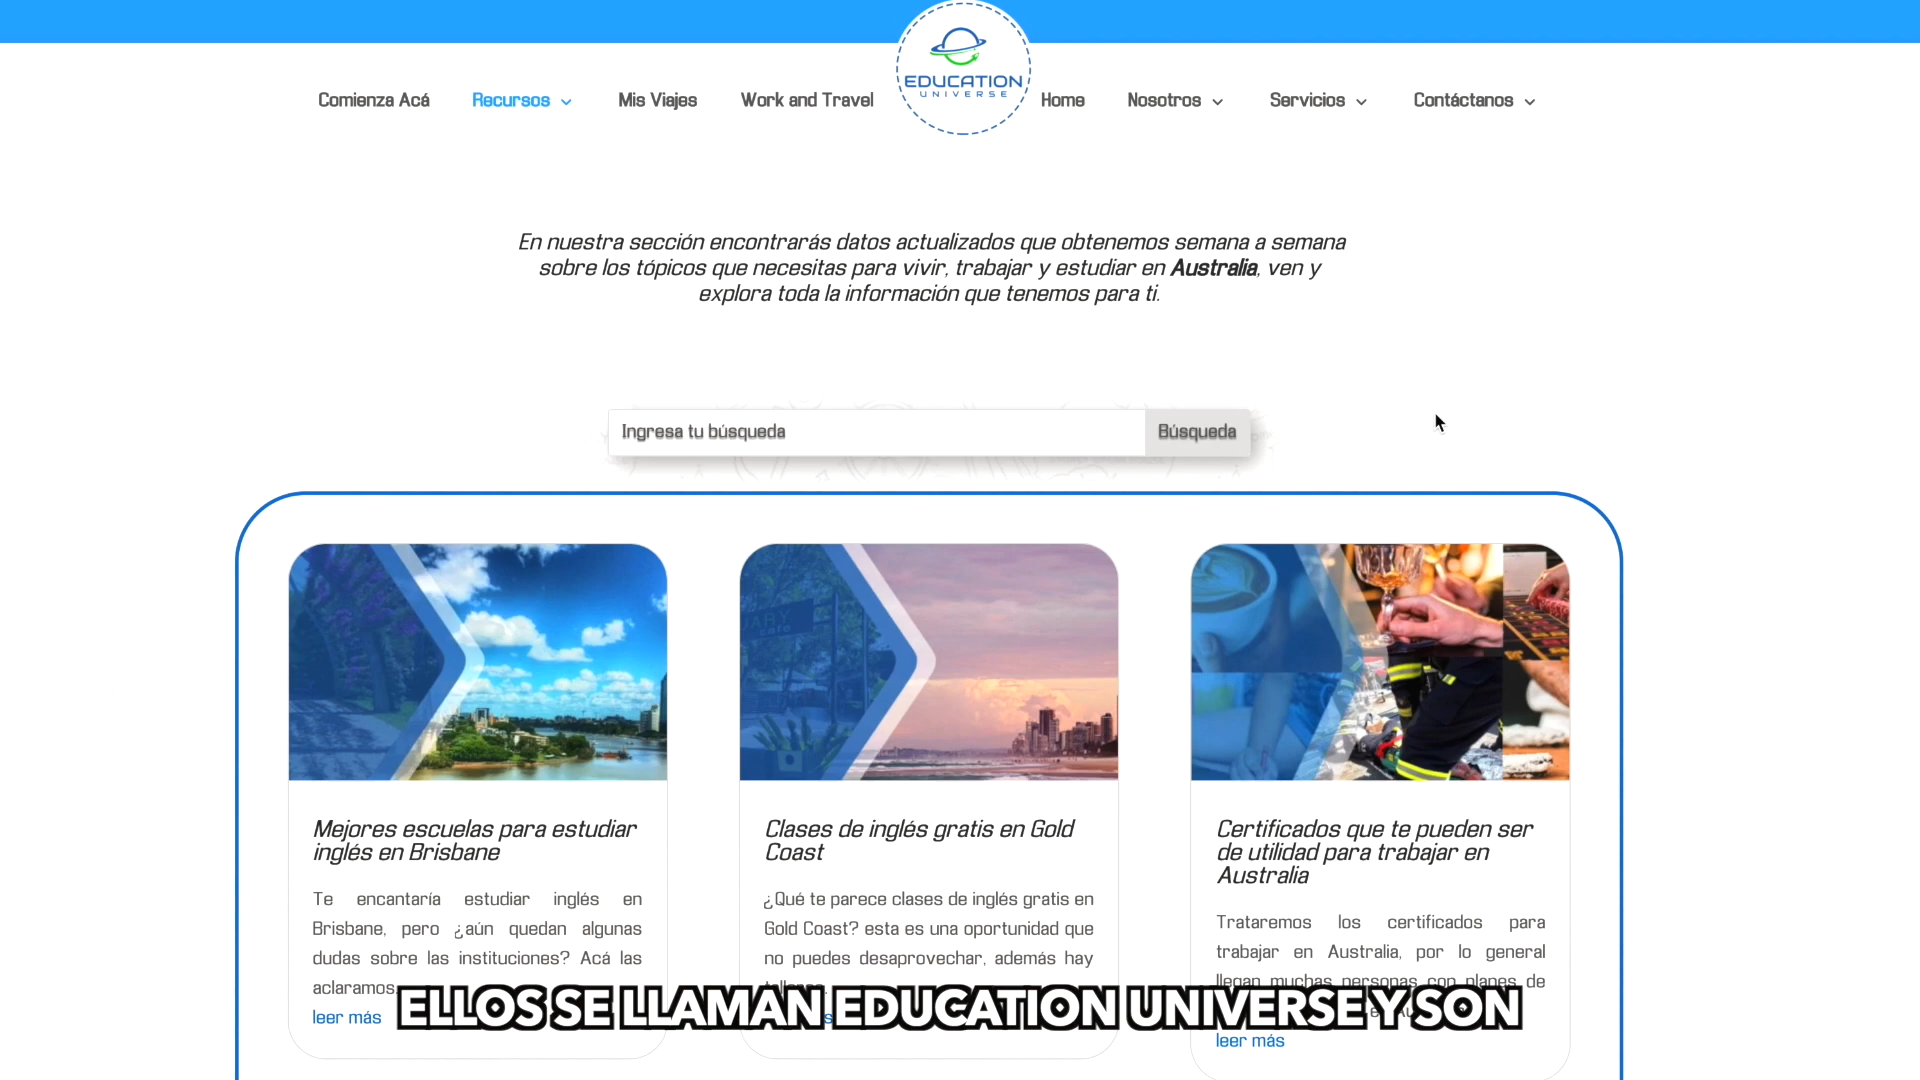 EDUCATION
UNIVERSE
Comienza Acá Recursos Mis Viajes Work and Travel Home Nosotros Servicios Contáctanos
En nuestra sección encontrarás datos actualizados que obtenemos semana a semana
sobre los tópicos que necesitas para vivir, trabajar y estudiar en Australia, ven y
explora toda la información que tenemos para ti.
Ingresa tu búsqueda Búsqueda
Mejores escuelas para estudiar
inglés en Brisbane
Te encantaría estudiar inglés en
Brisbane, pero ¿aún quedan algunas
dudas sobre las instituciones? Acá las
aclaramos.
leer más
Clases de inglés gratis en Gold
Coast
¿Qué te parece clases de inglés gratis en
Gold Coast? esta es una oportunidad que
no puedes desaprovechar, además hay
Certificados que te pueden ser
de utilidad para trabajar en
Australia
Trataremos los certificados para
trabajar en Australia, por lo general
llegan muchas personas con planes de
leer más
ELLOS SE LLAMAN EDUCATION UNIVERSE Y SON